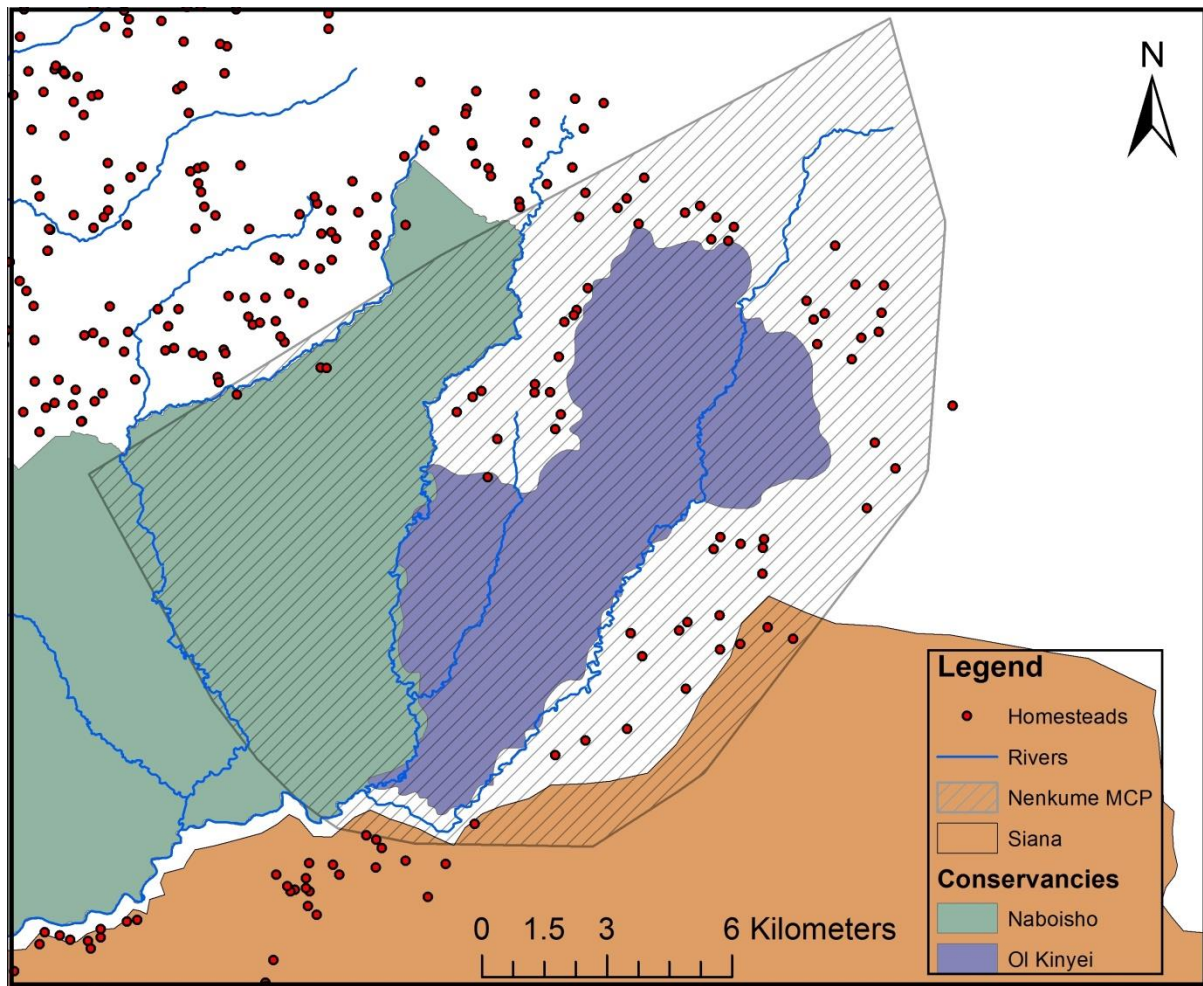 N
Legend
Homesteads
Rivers
Nenkume MCP
Siana
Conservancies
Naboisho
Ol Kinyei
0 1.5 3 6 Kilometers